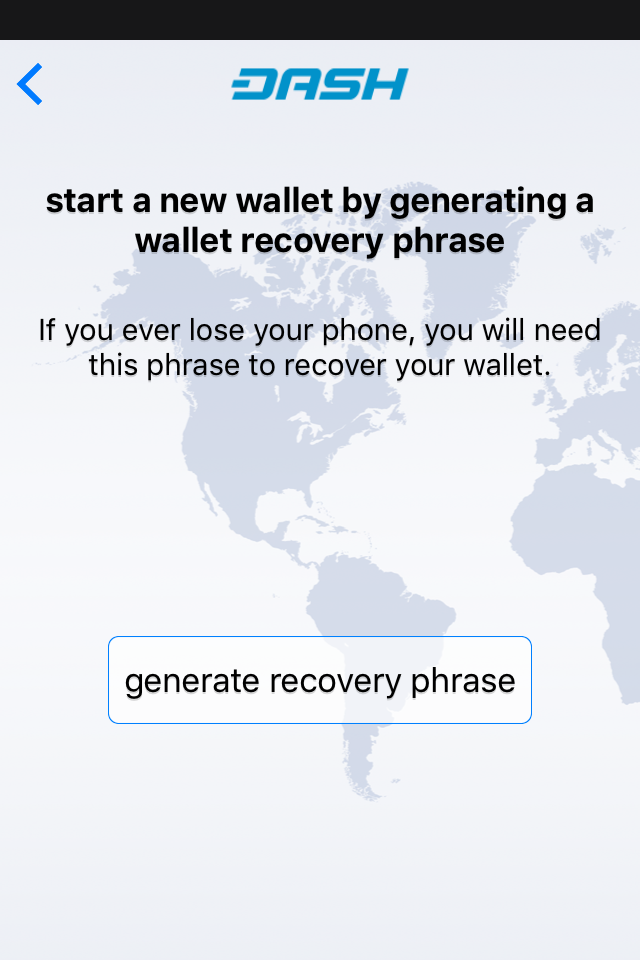 DASH
start a new wallet by generating a
wallet recovery phrase
If you ever lose your phone, you will need
this phrase to recover your wallet.
generate recovery phrase